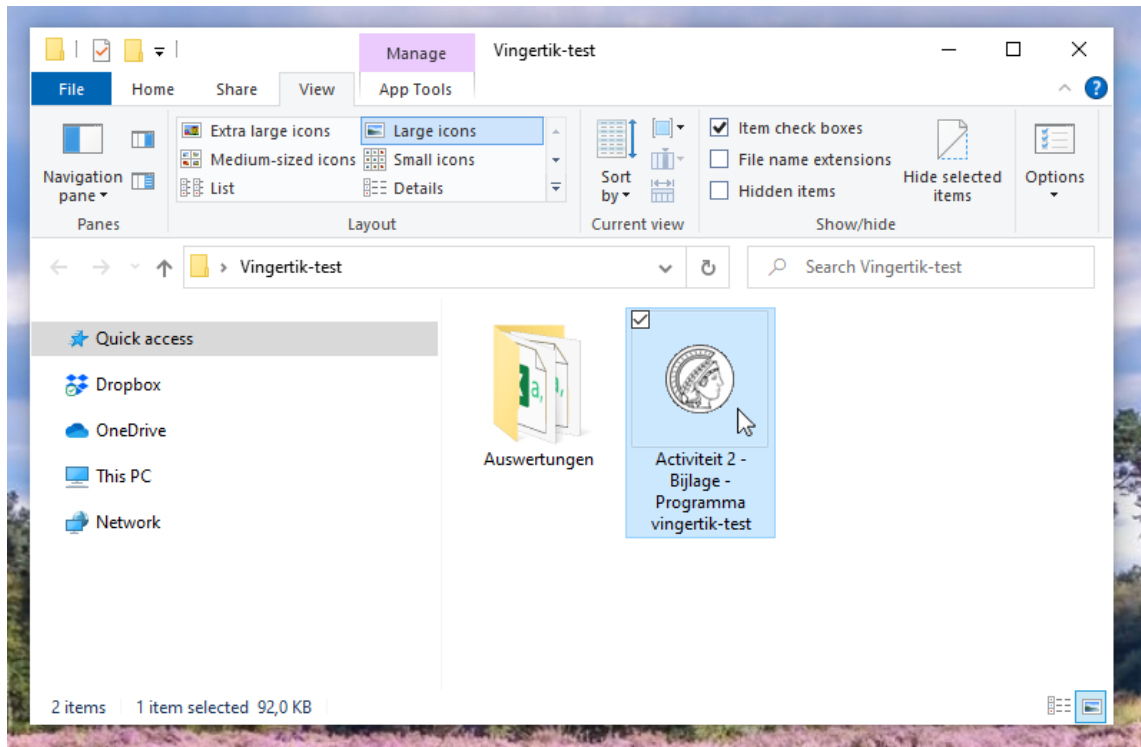 Manage
Vingertik-test
File
Home
Share
View
App Tools
Navigation
pane
Extra large icons
Large icons
Medium-sized icons
Small icons
List
Details
Sort
by
Item check boxes
File name extensions
Hidden items
Hide selected
items
Options
Panes
Layout
Current view
Show/hide
Vingertik-test
Search Vingertik-test
Quick access
Dropbox
OneDrive
This PC
Network
a,
Auswertungen
Activiteit 2 -
Bijlage -
Programma
vingertik-test
2 items
1 item selected 92,0 KB